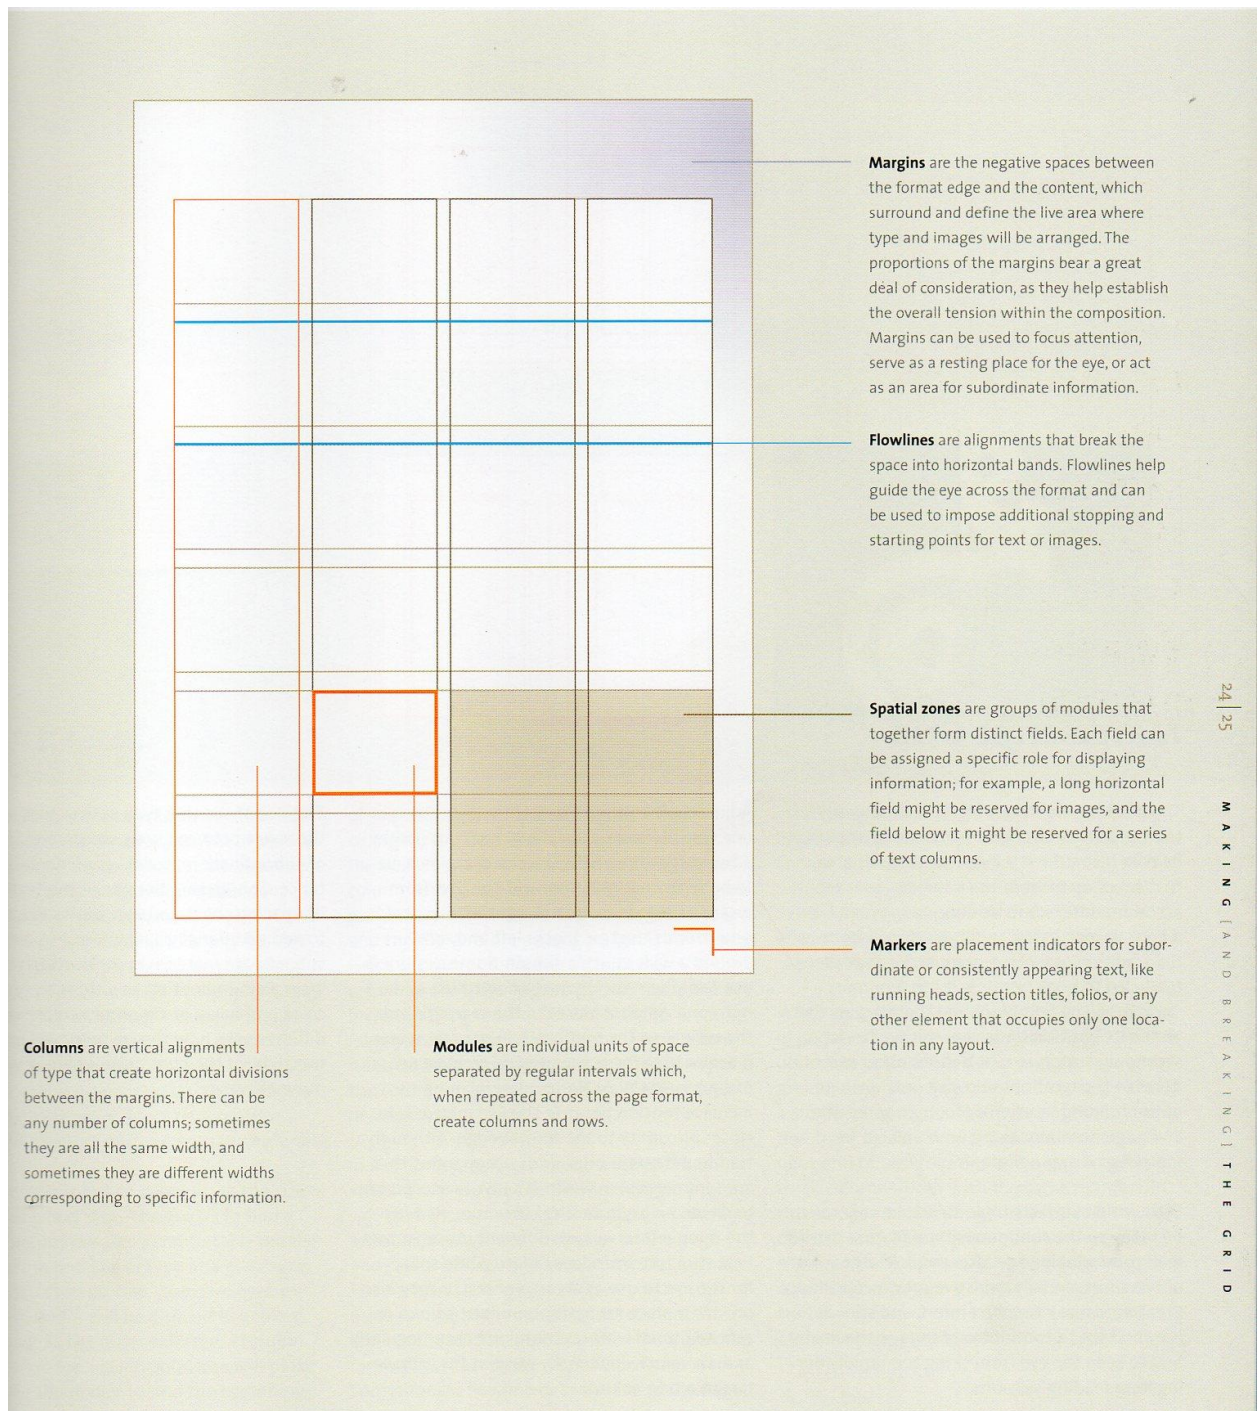 Margins are the negative spaces between
the format edge and the content, which
surround and define the live area where
type and images will be arranged. The
proportions of the margins bear a great
deal of consideration, as they help establish
the overall tension within the composition.
Margins can be used to focus attention,
serve as a resting place for the eye, or act
as an area for subordinate information.
Flowlines are alignments that break the
space into horizontal bands. Flowlines help
guide the eye across the format and can
be used to impose additional stopping and
starting points for text or images.
Spatial zones are groups of modules that
together form distinct fields. Each field can
be assigned a specific role for displaying
information; for example, a long horizontal
field might be reserved for images, and the
field below it might be reserved for a series
of text columns.
Markers are placement indicators for subor-
dinate or consistently appearing text, like
running heads, section titles, folios, or any
other element that occupies only one loca-
tion in any layout.
Columns are vertical alignments
of type that create horizontal divisions
between the margins. There can be
any number of columns; sometimes
they are all the same width, and
sometimes they are different widths
corresponding to specific information.
Modules are individual units of space
separated by regular intervals which,
when repeated across the page format,
create columns and rows.
24|25 MAKING [AND BREAKING] THE GRID